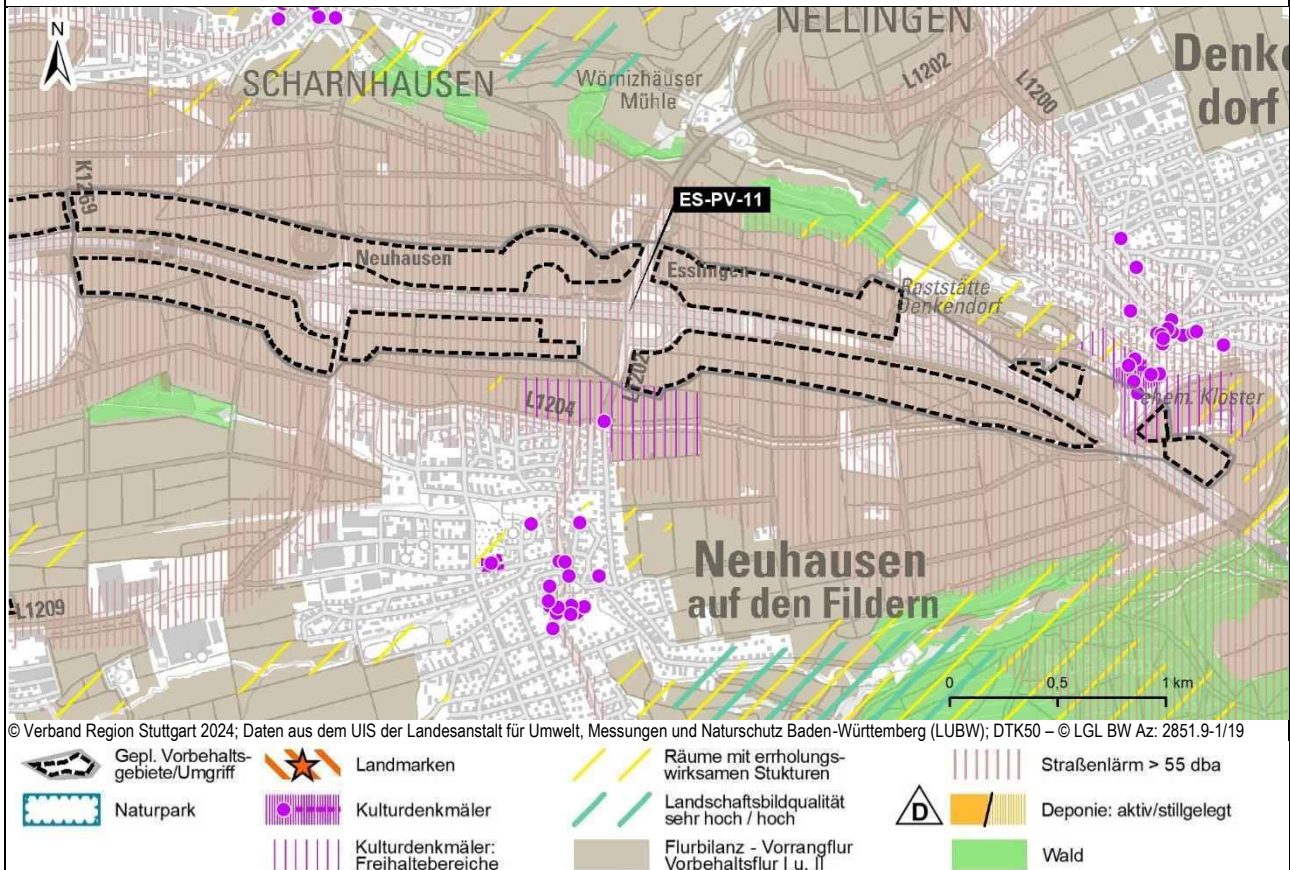 N
NELLINGEN
SCHARNHAUSEN
Wörnizhäuser
Mühle
L1202
L1200
Denke
dorf
K1269
ES-PV-11
Neuhausen
Esslingen
Raststätte
Denkendorf
L1204
L1202
ehem. Kloster
Neuhausen
auf den Fildern
L1209
0 0,5 1 km
© Verband Region Stuttgart 2024; Daten aus dem UIS der Landesanstalt für Umwelt, Messungen und Naturschutz Baden-Württemberg (LUBW); DTK50 – © LGL BW Az: 2851.9-1/19
Gepl. Vorbehalts-
gebiete/Umgriff
Landmarken
Räume mit errholungs-
wirksamen Stukturen
Straßenlärm > 55 dba
Naturpark
Kulturdenkmäler
Landschaftsbildqualität
sehr hoch / hoch
D
Deponie: aktiv/stillgelegt
Kulturdenkmäler:
Freihaltebereiche
Flurbilanz - Vorrangflur
Vorbehaltsflur I u. II
Wald